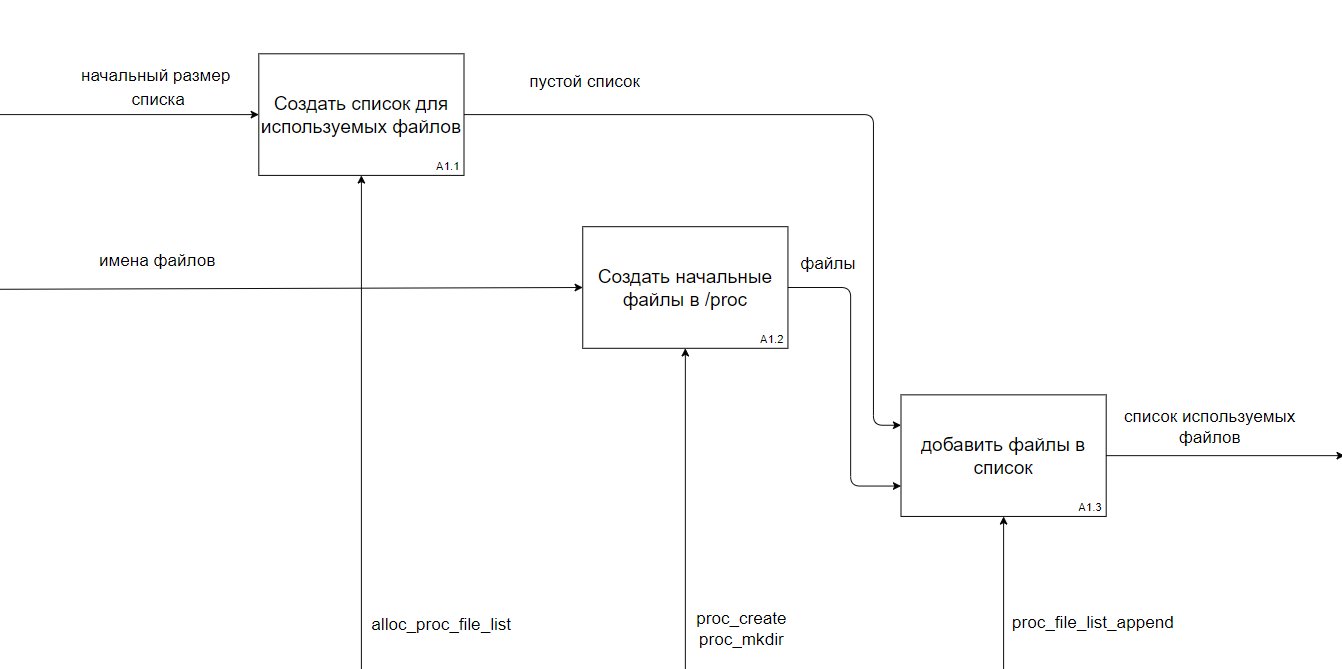 начальный размер
списка
Создать список для
используемых файлов
A1.1
пустой список
имена файлов
Создать начальные
файлы в /proc
A1.2
файлы
добавить файлы в
список
A1.3
список используемых
файлов
alloc_proc_file_list
proc_create
proc_mkdir
proc_file_list_append